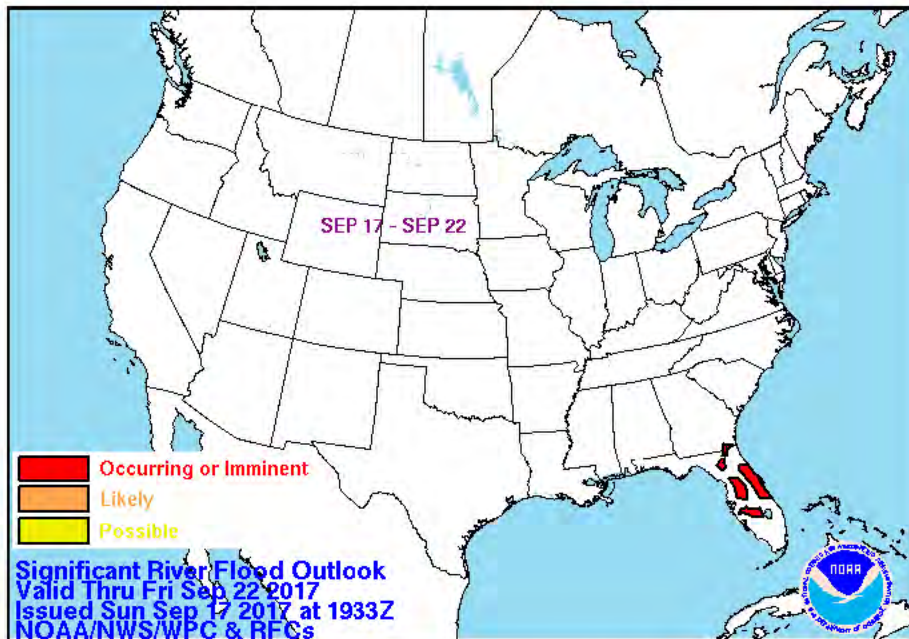 SEP 17 - SEP 22
Occurring or Imminent
Likely
Possible
Significant River Flood Outlook
Valid Thru Fri Sep 22 2017
Issued Sun Sep 17 2017 at 1933Z
NOAA/NWS/WPC & RFCs
NOAA